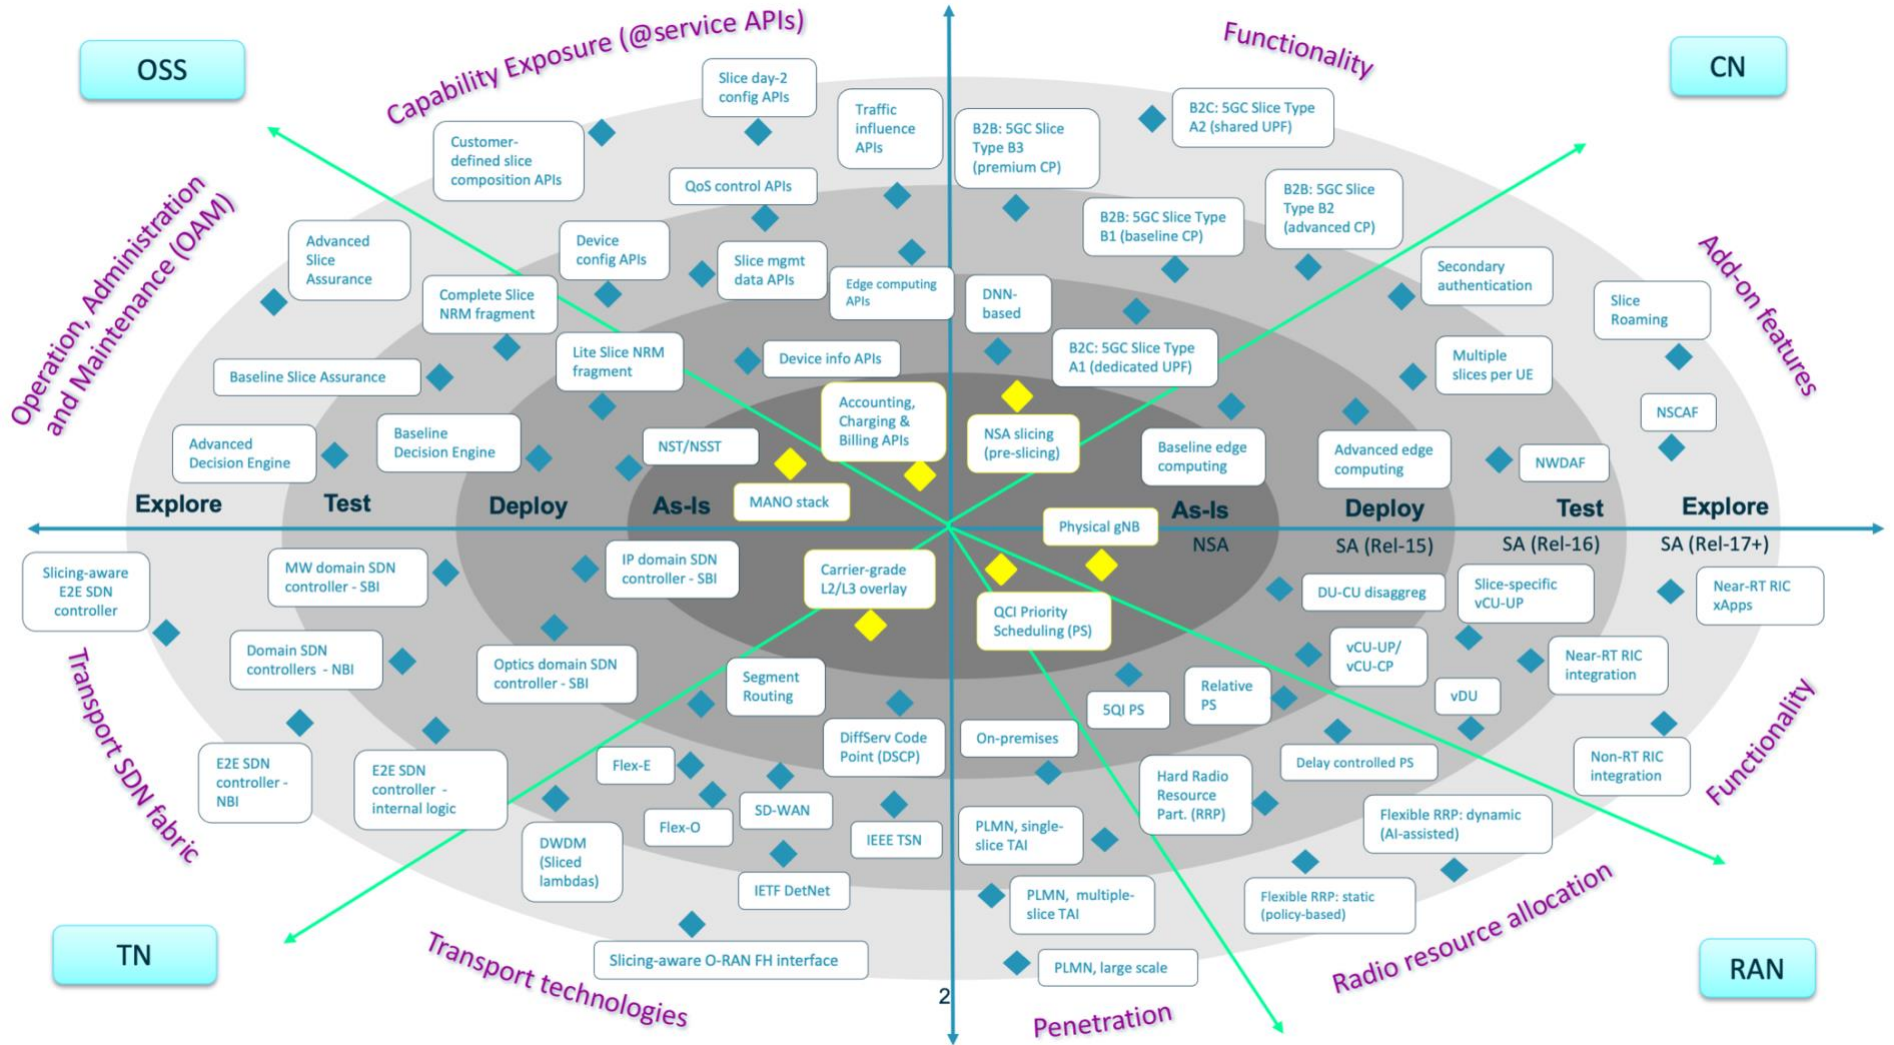 OSS
Capability Exposure (@service APIs)
Functionality
CN
Slice day-2
config APIs
Traffic
influence
APIs
B2B: 5GC Slice
Type B3
(premium CP)
B2C: 5GC Slice Type
A2 (shared UPF)
Customer-
defined slice
composition APIs
QoS control APIs
B2B: 5GC Slice Type
B1 (baseline CP)
B2B: 5GC Slice
Type B2
(advanced CP)
Operation, Administration
and Maintenance (OAM)
Advanced
Slice
Assurance
Device
config APIs
Slice mgmt
data APIs
Edge computing
APIs
DNN-
based
Secondary
authentication
Slice
Roaming
Add-on features
Complete Slice
NRM fragment
Lite Slice NRM
fragment
Device info APIs
B2C: 5GC Slice Type
A1 (dedicated UPF)
Multiple
slices per UE
Baseline Slice Assurance
Accounting,
Charging &
Billing APIs
NSA slicing
(pre-slicing)
NSCAF
Advanced
Decision Engine
Baseline
Decision Engine
NST/NSST
Baseline edge
computing
Advanced edge
computing
NWDAF
MANO stack
Explore
Test
Deploy
As-Is
As-Is
Deploy
Test
Explore
Physical gNB
NSA
SA (Rel-15)
SA (Rel-16)
SA (Rel-17+)
Slicing-aware
E2E SDN
controller
MW domain SDN
controller - SBI
IP domain SDN
controller - SBI
Carrier-grade
L2/L3 overlay
QCI Priority
Scheduling (PS)
DU-CU disaggreg
Slice-specific
vCU-UP
Near-RT RIC
xApps
Domain SDN
controllers - NBI
Optics domain SDN
controller - SBI
Segment
Routing
5QI PS
Relative
PS
vCU-UP/
vCU-CP
vDU
Near-RT RIC
integration
Transport SDN fabric
E2E SDN
controller -
NBI
E2E SDN
controller -
internal logic
Flex-E
DiffServ Code
Point (DSCP)
On-premises
Hard Radio
Resource
Part. (RRP)
Delay controlled PS
Non-RT RIC
integration
Functionality
DWDM
(Sliced
lambdas)
Flex-O
SD-WAN
IEEE TSN
PLMN, single-
slice TAI
Flexible RRP: dynamic
(AI-assisted)
IETF DetNet
PLMN, multiple-
slice TAI
Flexible RRP: static
(policy-based)
TN
Transport technologies
Slicing-aware O-RAN FH interface
PLMN, large scale
Radio resource allocation
RAN
2
Penetration